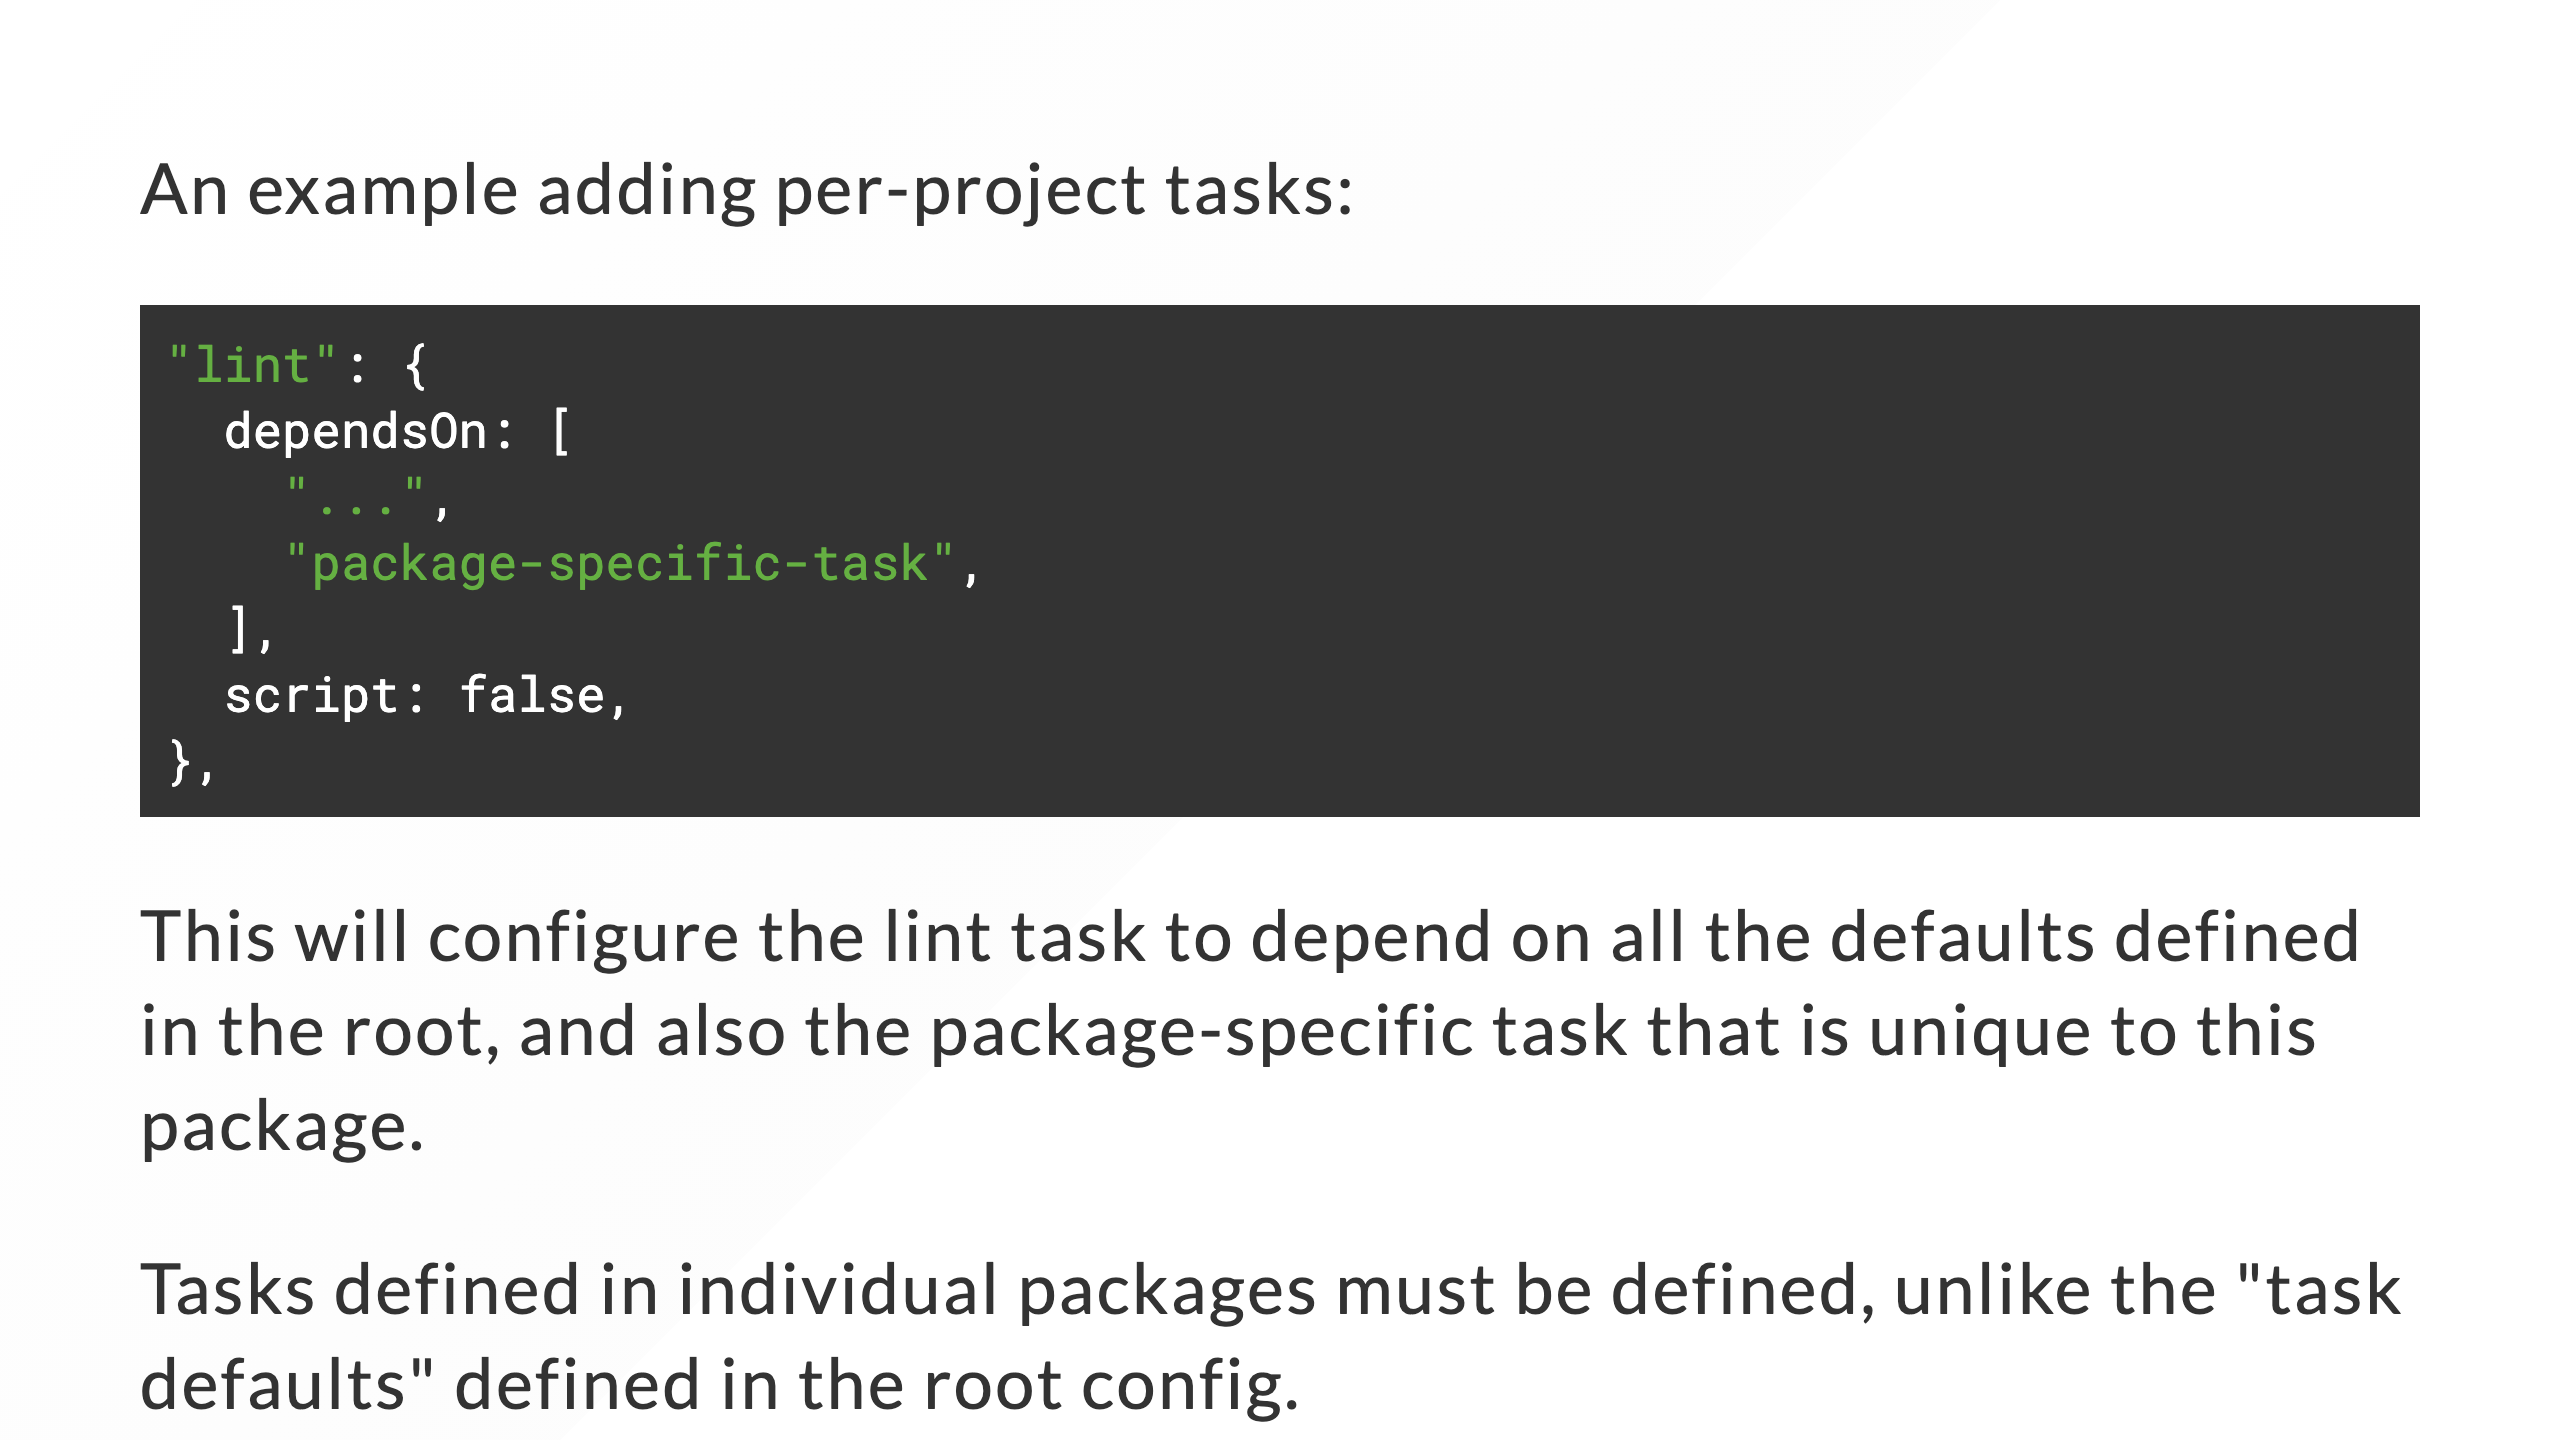 An example adding per-project tasks:
"lint": {
  dependsOn: [
    "...",
    "package-specific-task",
  ],
  script: false,
},
This will configure the lint task to depend on all the defaults defined
in the root, and also the package-specific task that is unique to this
package.
Tasks defined in individual packages must be defined, unlike the "task
defaults" defined in the root config.